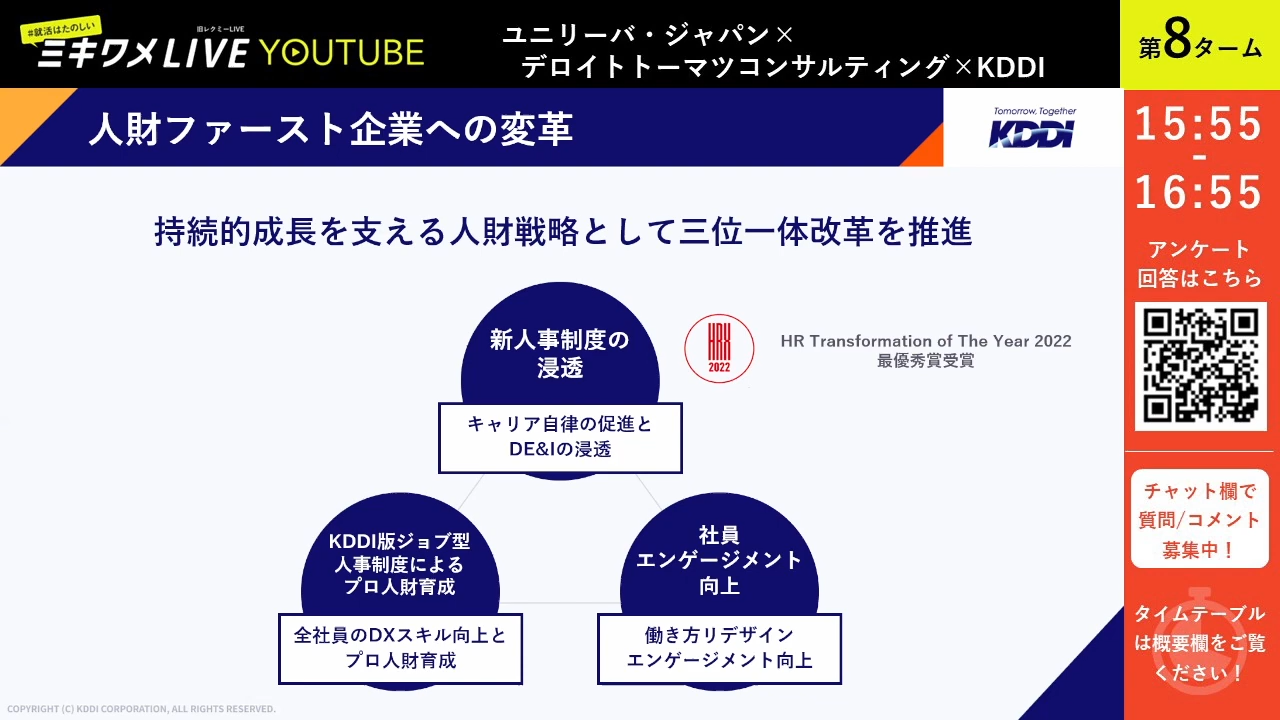 #就活はたのしい
旧レクミーLIVE
ミキワメLIVE YOUTUBE
ユニリーバ・ジャパン×
デロイトトーマツコンサルティング×KDDI
第8ターム
人財ファースト企業への変革
Tomorrow, Together
KDDI
持続的成長を支える人財戦略として三位一体改革を推進
新人事制度の
浸透
キャリア自律の促進と
DE&Iの浸透
HRX
2022
HR Transformation of The Year 2022
最優秀賞受賞
KDDI版ジョブ型
人事制度による
プロ人財育成
全社員のDXスキル向上と
プロ人財育成
社員
エンゲージメント
向上
働き方リデザイン
エンゲージメント向上
COPYRIGHT (C) KDDI CORPORATION, ALL RIGHTS RESERVED.
15:55
-
16:55
アンケート
回答はこちら
チャット欄で
質問/コメント
募集中！
タイムテーブル
は概要欄をご覧
ください！